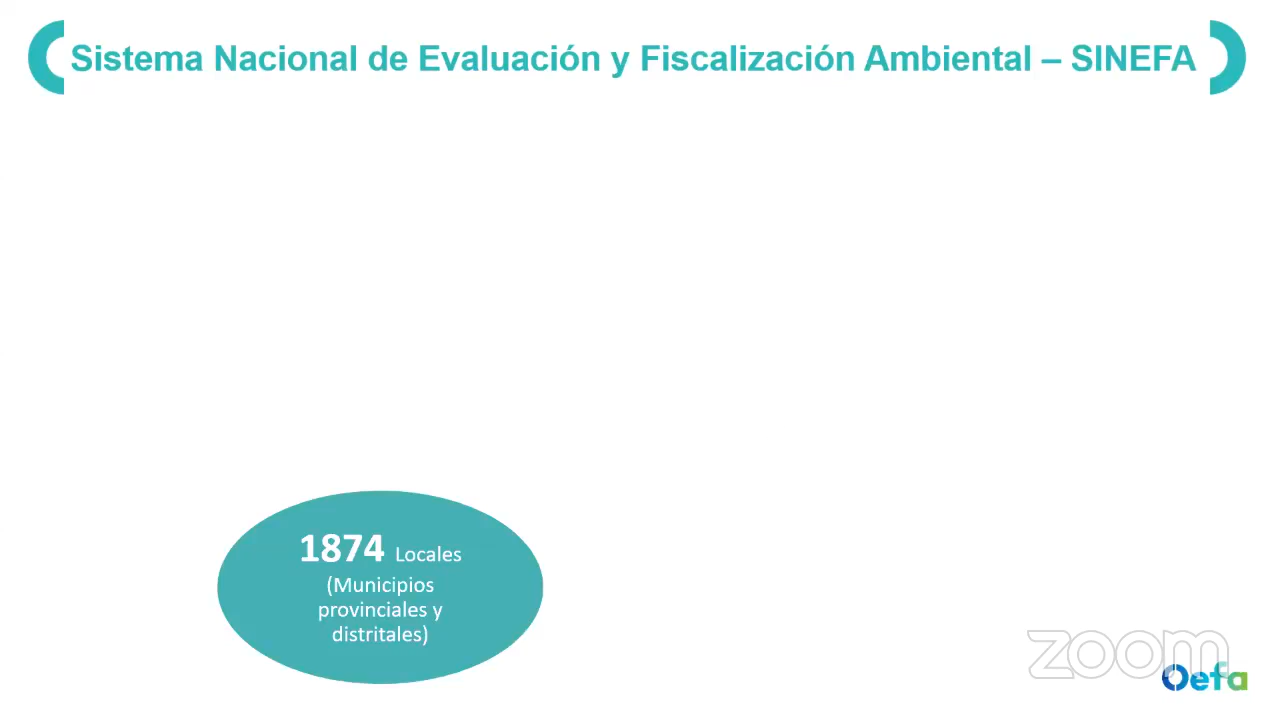 Sistema Nacional de Evaluación y Fiscalización Ambiental – SINEFA
1874 Locales
(Municipios
provinciales y
distritales)
zoom
Oefa